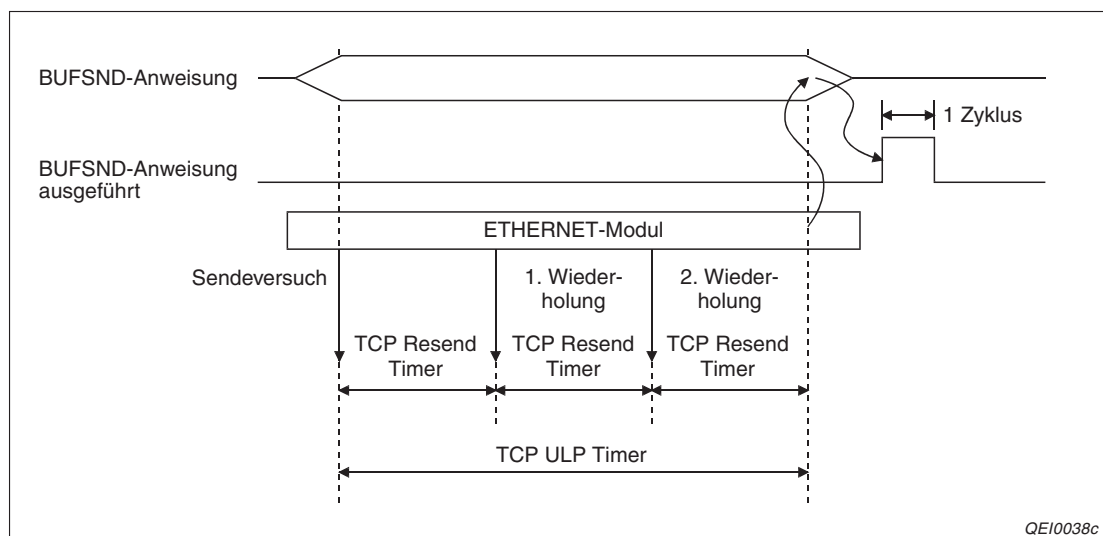 BUFSND-Anweisung
1 Zyklus
BUFSND-Anweisung
ausgeführt
ETHERNET-Modul
Sendeversuch
1. Wieder-
holung
2. Wieder-
holung
TCP Resend
Timer
TCP Resend
Timer
TCP Resend
Timer
TCP ULP Timer
QEI0038c